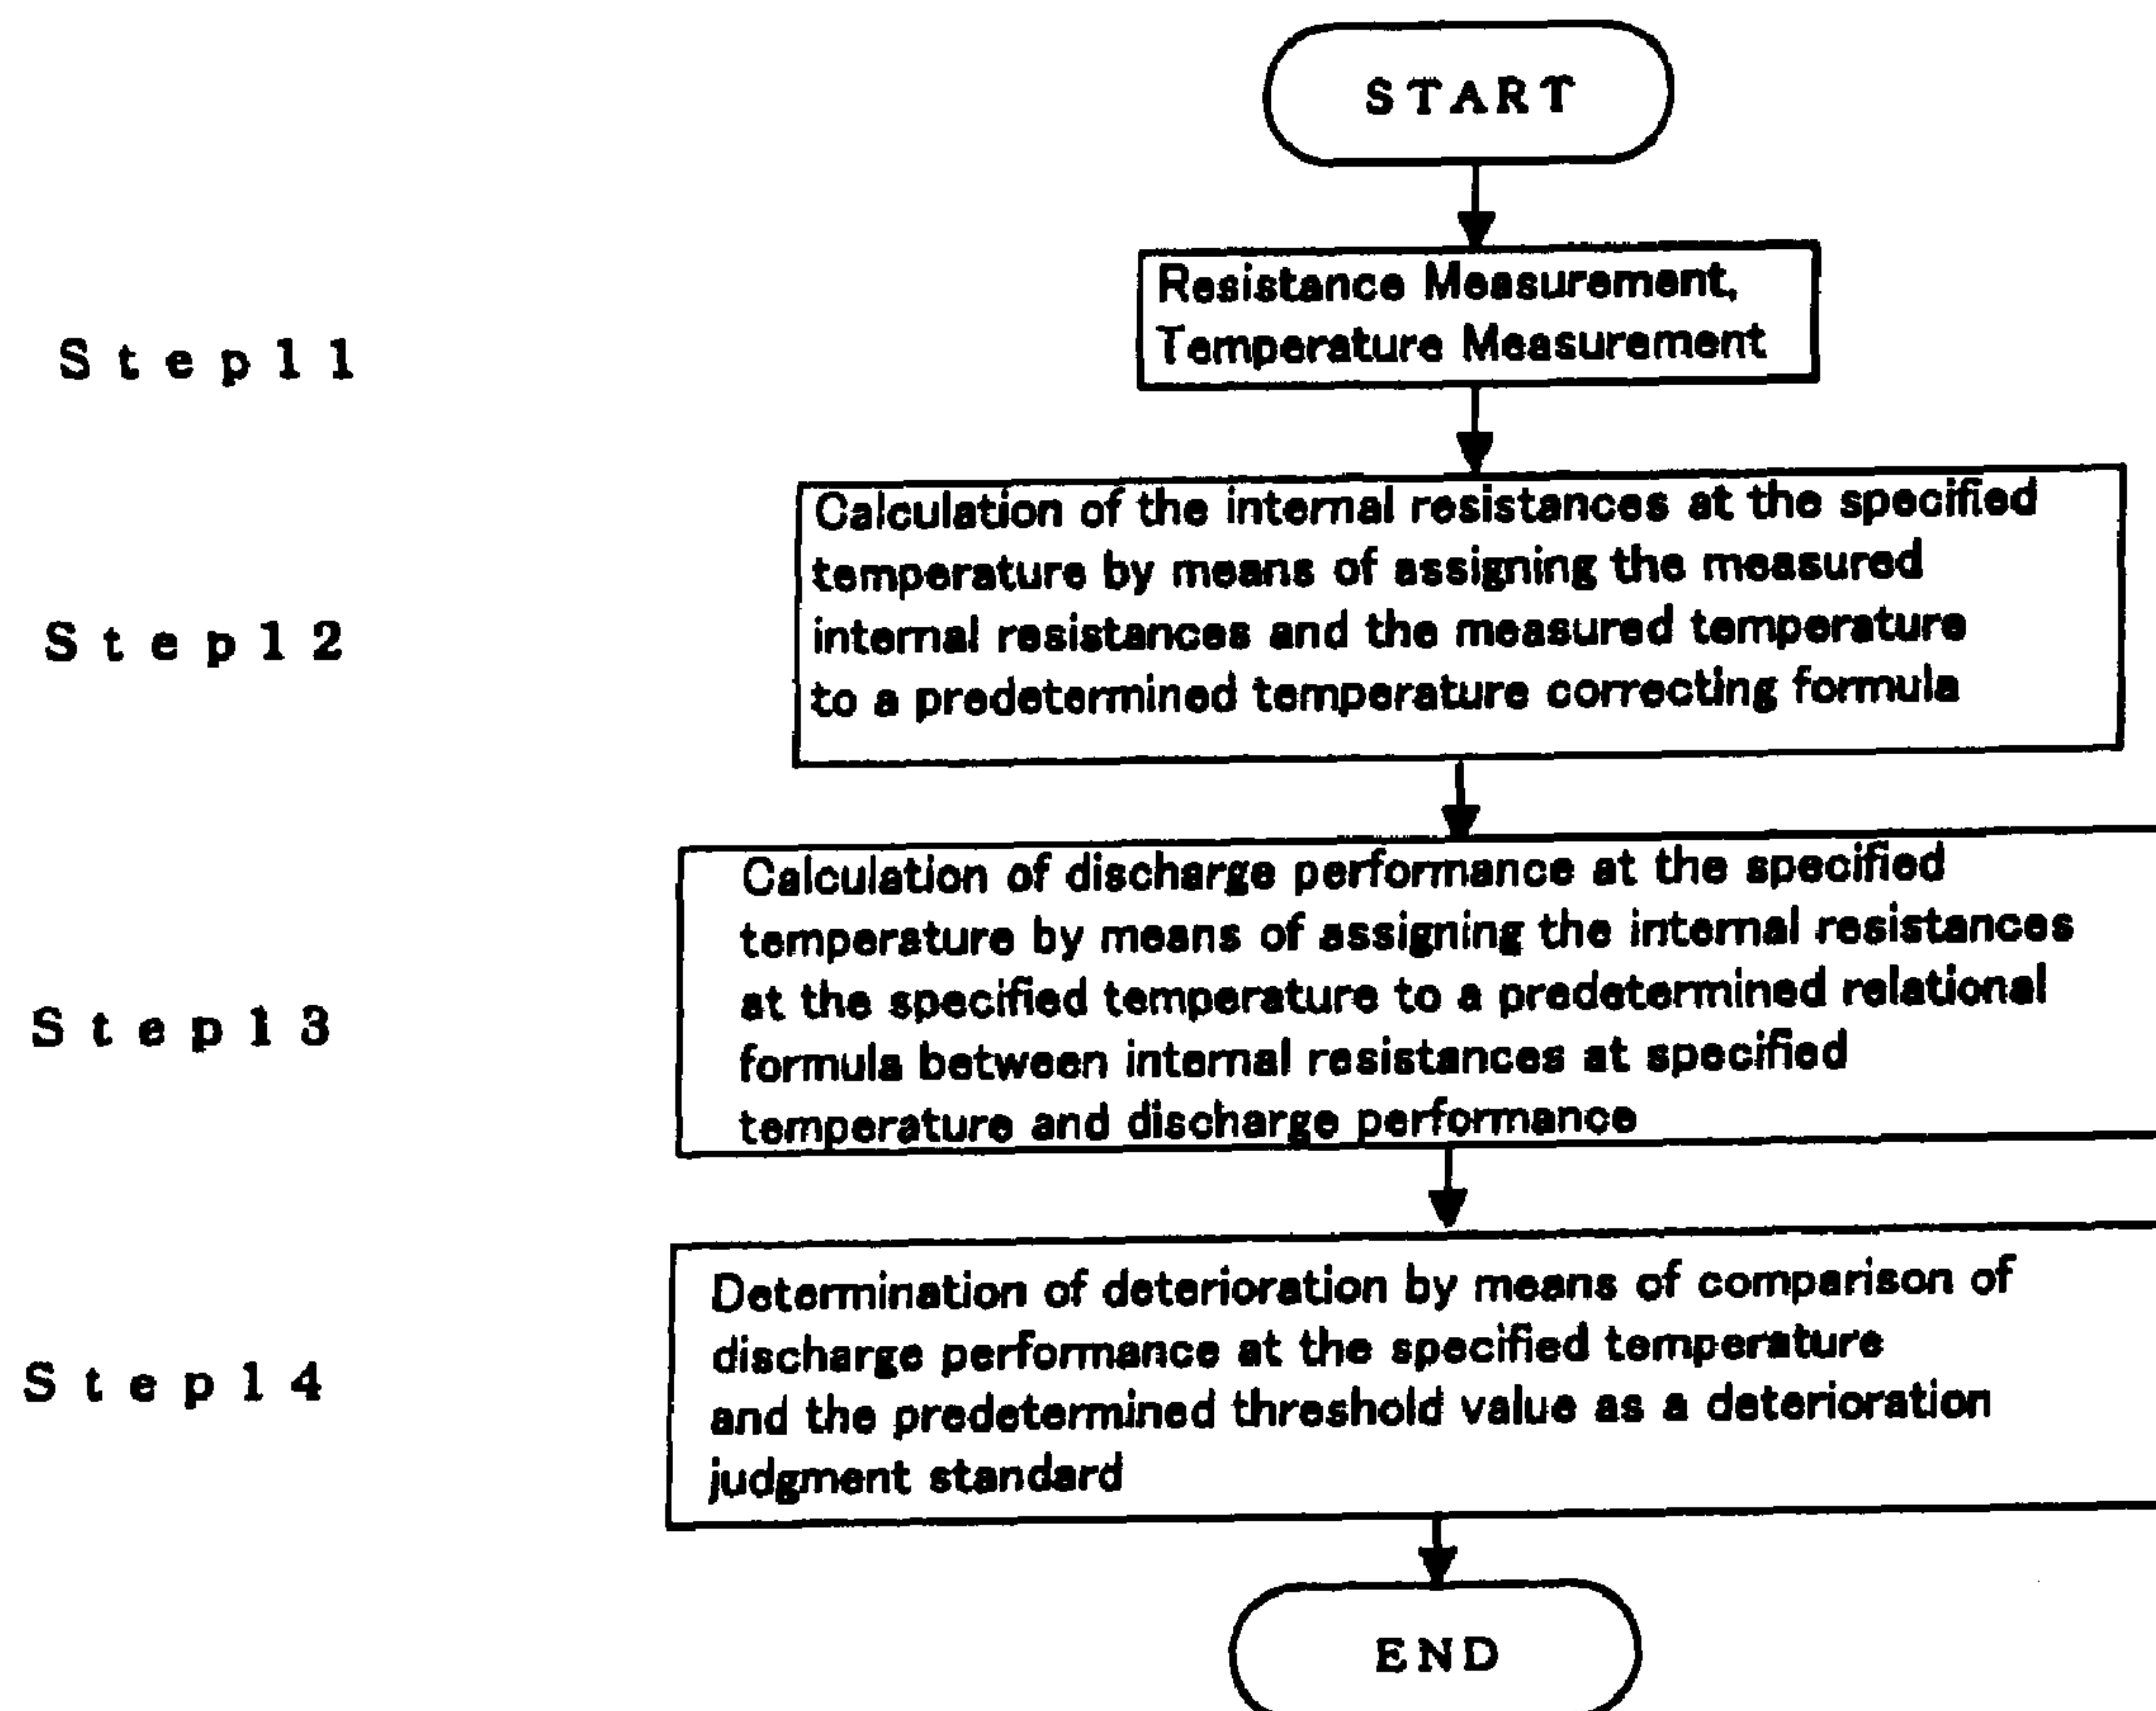 START
Step11
Resistance Measurement,
Temperature Measurement
Step12
Calculation of the internal resistances at the specified
temperature by means of assigning the measured
internal resistances and the measured temperature
to a predetermined temperature correcting formula
Step13
Calculation of discharge performance at the specified
temperature by means of assigning the internal resistances
at the specified temperature to a predetermined relational
formula between internal resistances at specified
temperature and discharge performance
Step14
Determination of deterioration by means of comparison of
discharge performance at the specified temperature
and the predetermined threshold value as a deterioration
judgment standard
END